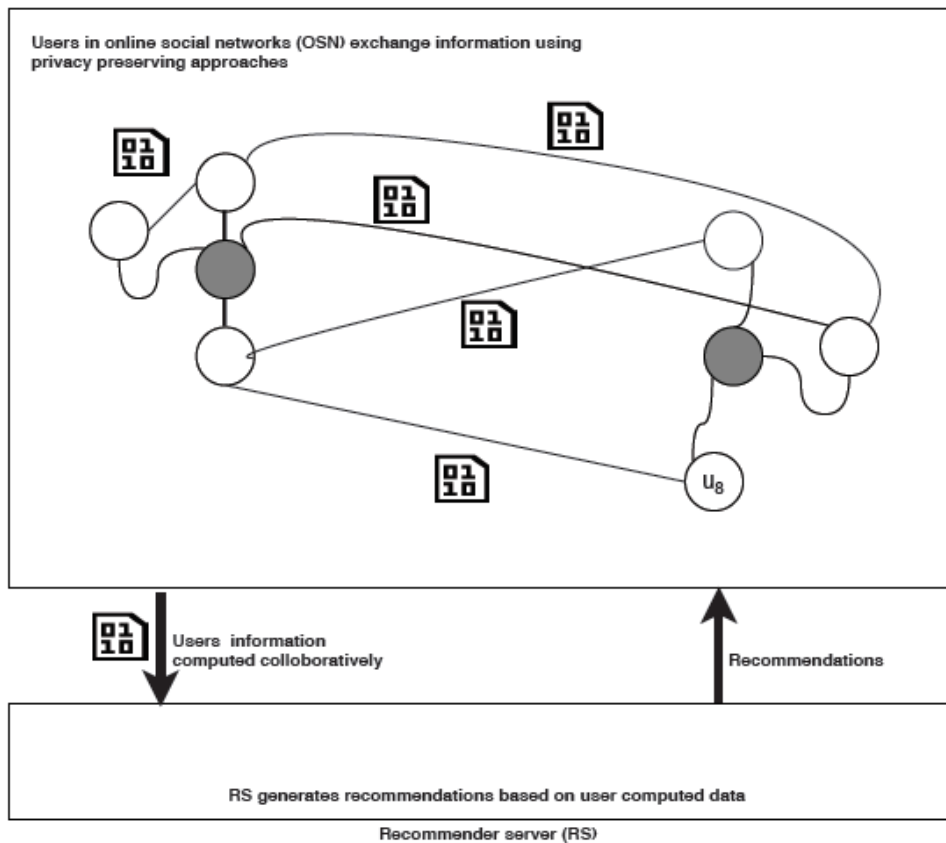 Users in online social networks (OSN) exchange information using
privacy preserving approaches
01
10
01
10
01
10
01
10
01
10
u8
01
10
Users information
computed colloboratively
Recommendations
RS generates recommendations based on user computed data
Recommender server (RS)